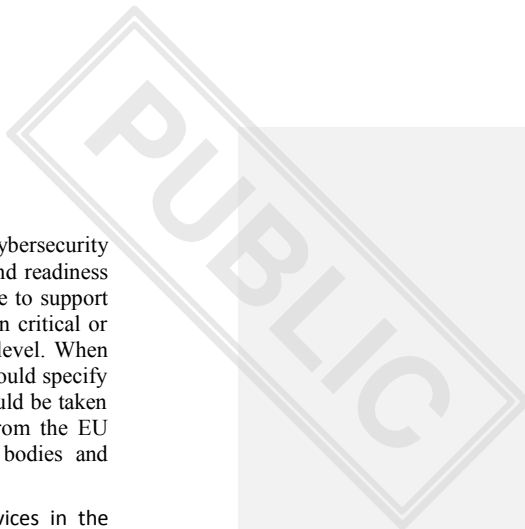 PUBLIC
ybersecurity
nd readiness
e to support
n critical or
level. When
ould specify
uld be taken
rom the EU
bodies and
vices in the